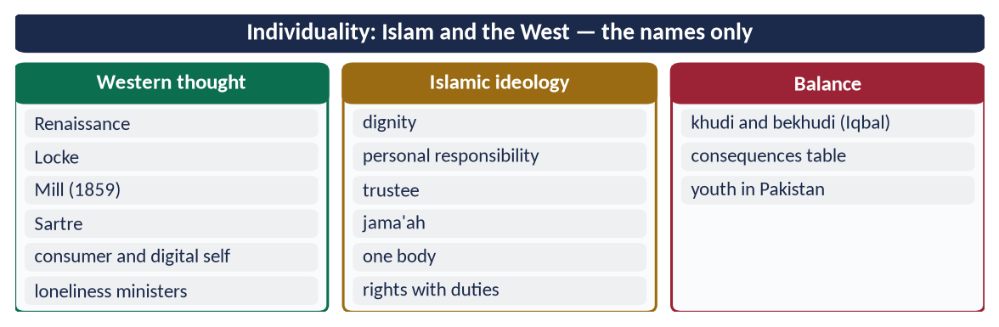 Individuality: Islam and the West — the names only
Western thought
Renaissance
Locke
Mill (1859)
Sartre
consumer and digital self
loneliness ministers
Islamic ideology
dignity
personal responsibility
trustee
jama'ah
one body
rights with duties
Balance
khudi and bekhudi (Iqbal)
consequences table
youth in Pakistan